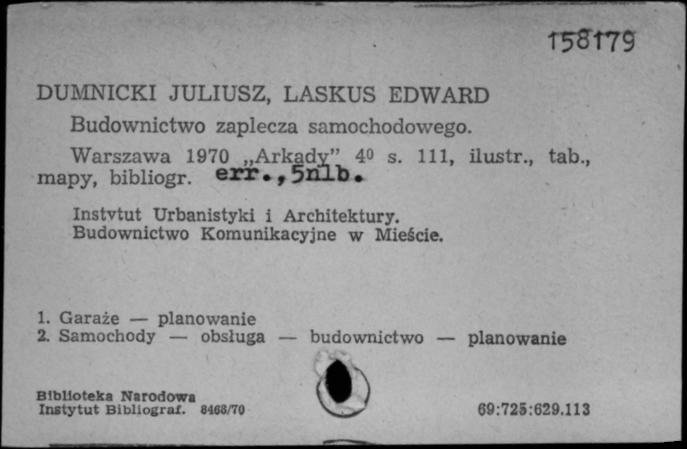 158179
DUMNICKI JULIUSZ, LASKUS EDWARD
Budownictwo zaplecza samochodowego.
Warszawa 1970 „Arkady” 4⁰ s. 111, ilustr., tab.,
mapy, bibliogr. err., 5nlb.
Instytut Urbanistyki i Architektury.
Budownictwo Komunikacyjne w Mieście.
1. Garaże — planowanie
2. Samochody — obsługa — budownictwo — planowanie
Biblioteka Narodowa
Instytut Bibliograf. 8468/70
69:725:629.113